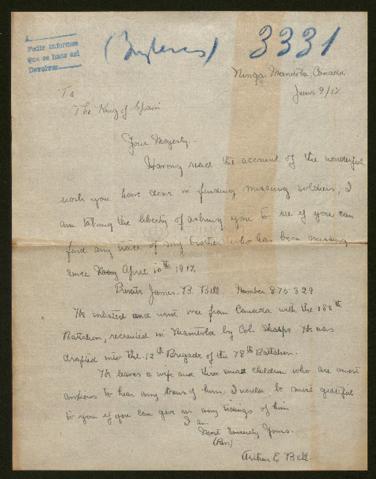 Pedir informes
que se hace así
(Ingleses) 3331
Ninga Manitoba Canada
June 9/17
To
The King of Spain
Your Majesty.
Having read the account of the wonderful
work you have done in finding missing soldiers, I
am taking the liberty of asking you to see if you can
find any trace of my brother who has been missing
since April 10th 1917.
Private James. B. Bell Number 875329
He enlisted and went over from Canada with the 184th
Battalion, recruited in Manitoba by Col. Sharpe He was
drafted into the 12th Brigade of the 78th Battalion.
He leaves a wife and three small children who are most
anxious to hear any trans of him, I would be most grateful
to you if you can give us any tidings of him
I am
Most Sincerely Yours.
(Rev)
Arthur E. Bell.